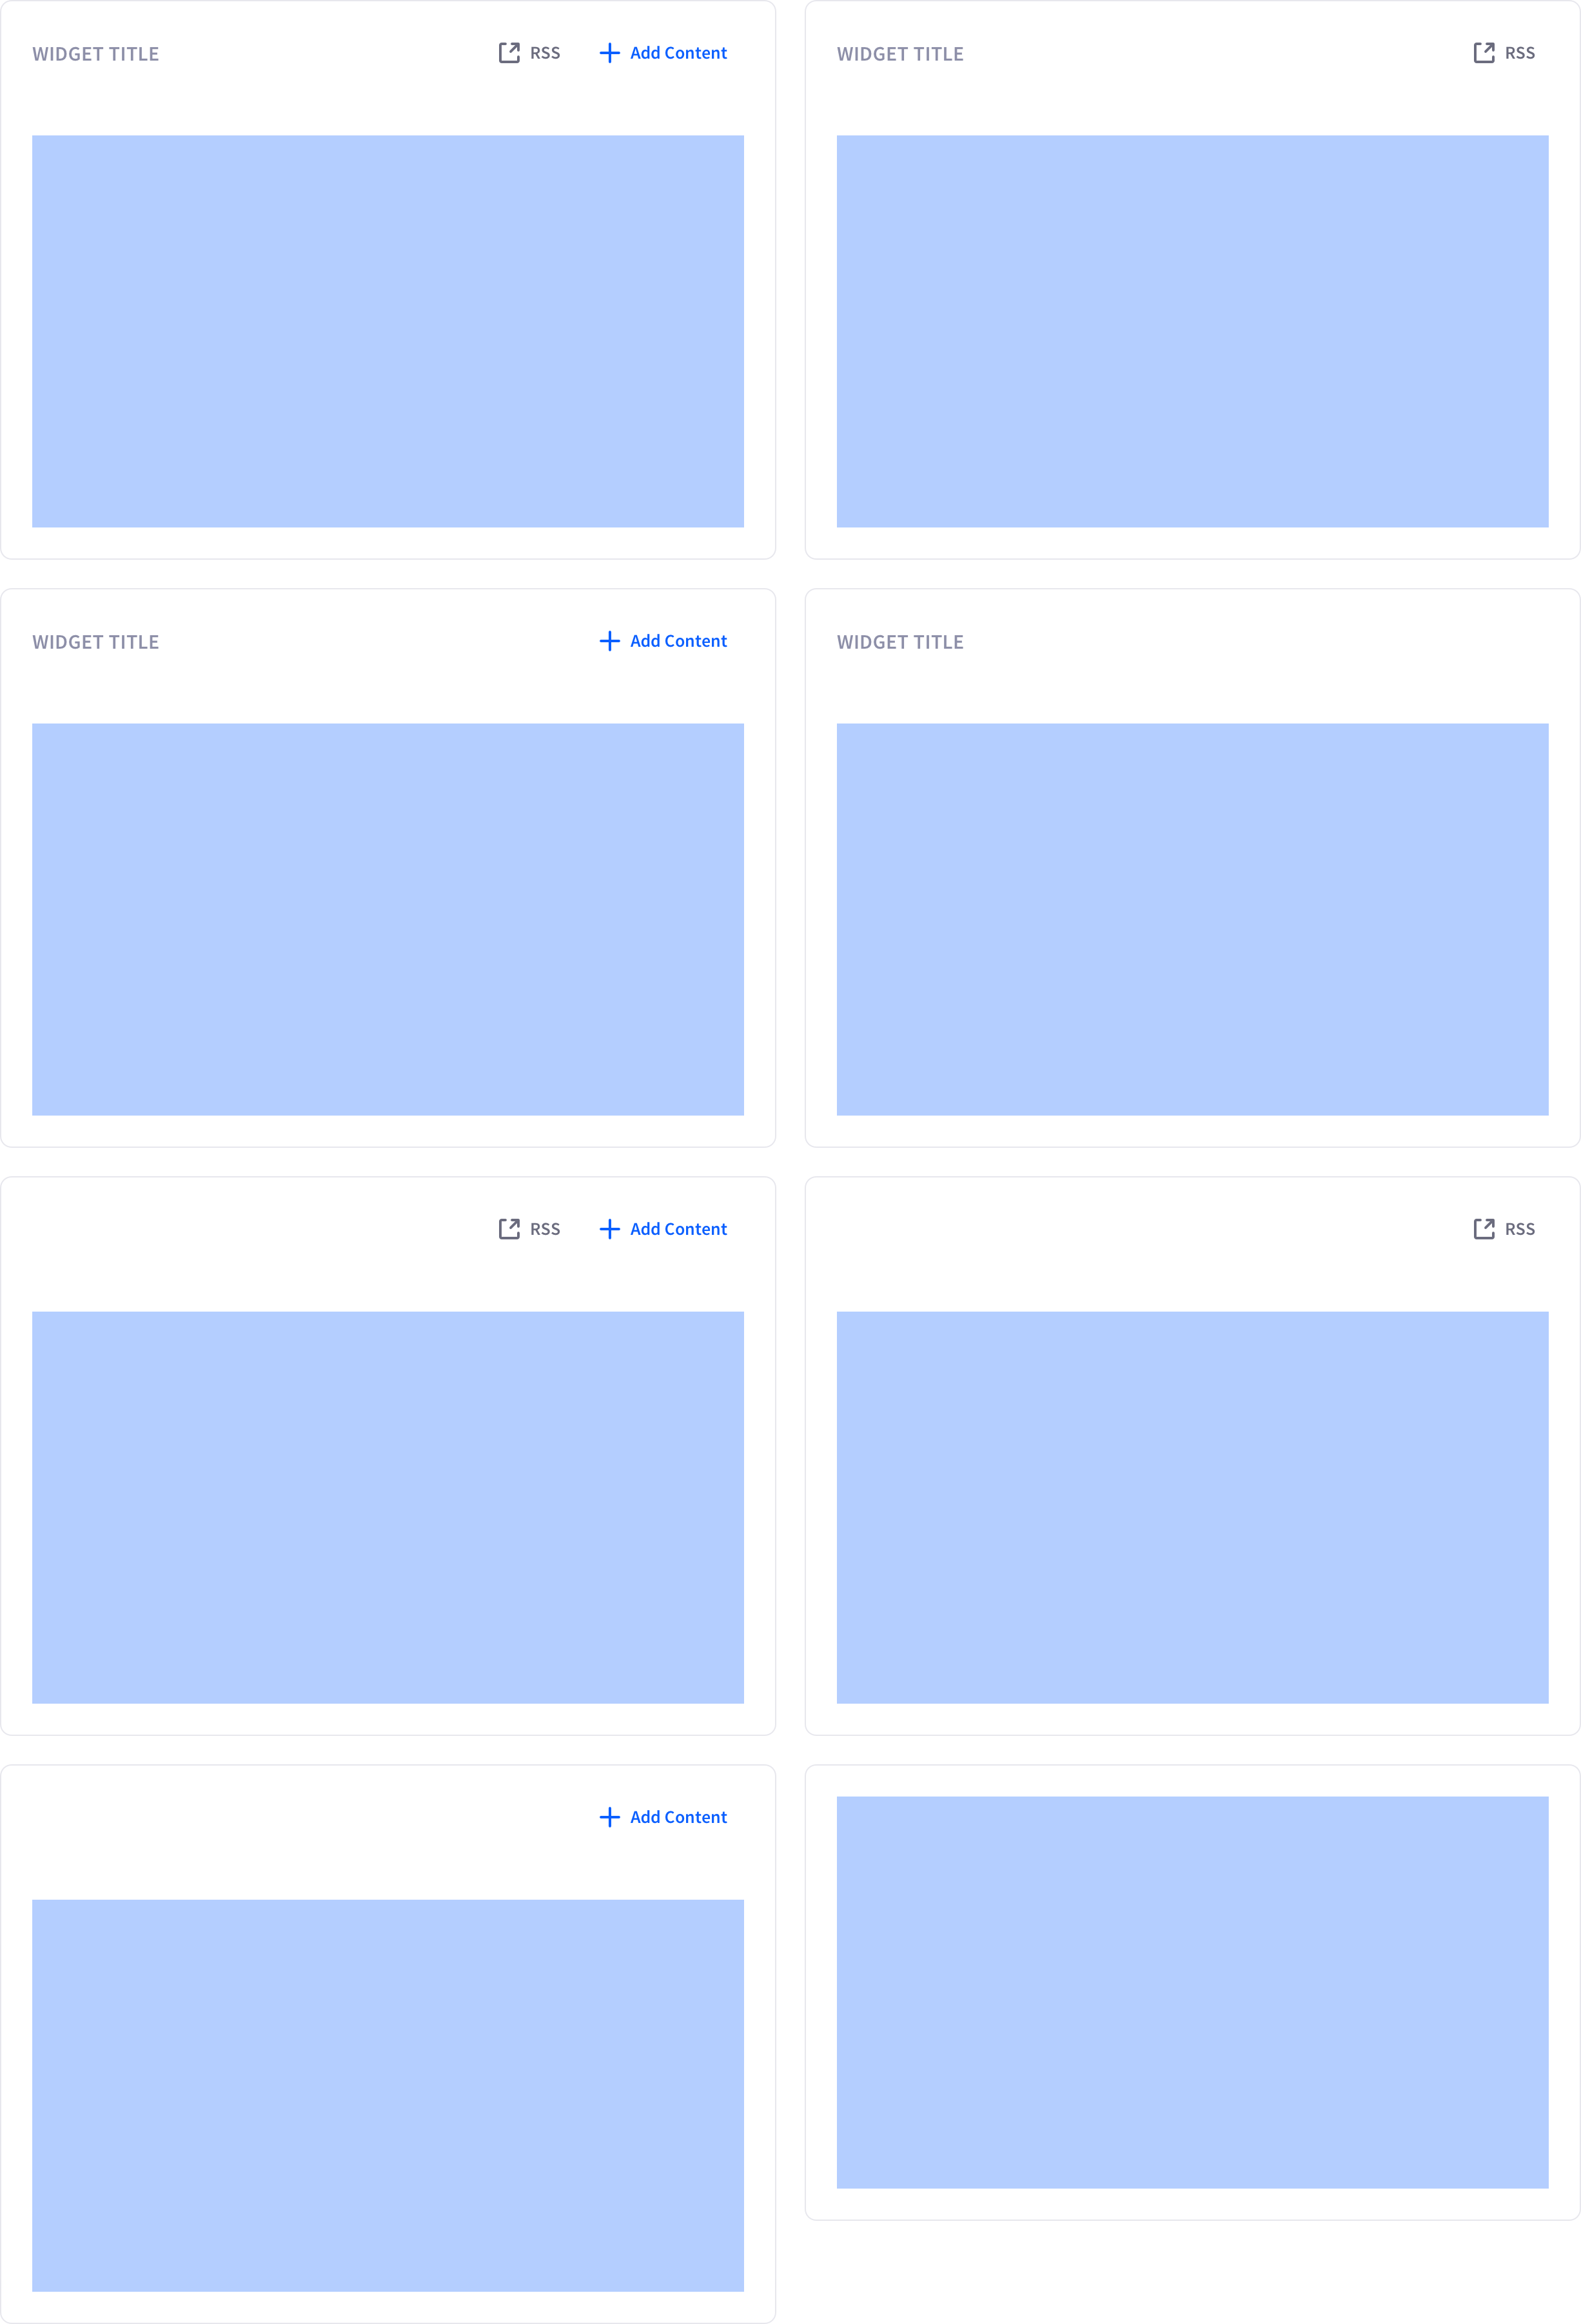 WIDGET TITLE RSS Add Content
WIDGET TITLE RSS
WIDGET TITLE Add Content
WIDGET TITLE
RSS Add Content
RSS
Add Content